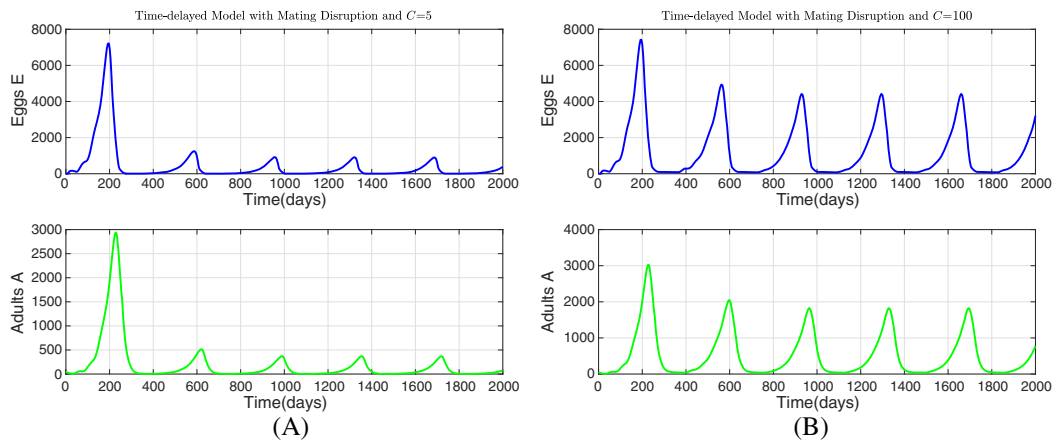 Time-delayed Model with Mating Disruption and C=5
8000
6000
4000
2000
0
Eggs E
0 200 400 600 800 1000 1200 1400 1600 1800 2000
Time(days)
3000
2500
2000
1500
1000
500
0
Adults A
0 200 400 600 800 1000 1200 1400 1600 1800 2000
Time(days)
(A)
Time-delayed Model with Mating Disruption and C=100
8000
6000
4000
2000
0
Eggs E
0 200 400 600 800 1000 1200 1400 1600 1800 2000
Time(days)
4000
3000
2000
1000
0
Adults A
0 200 400 600 800 1000 1200 1400 1600 1800 2000
Time(days)
(B)